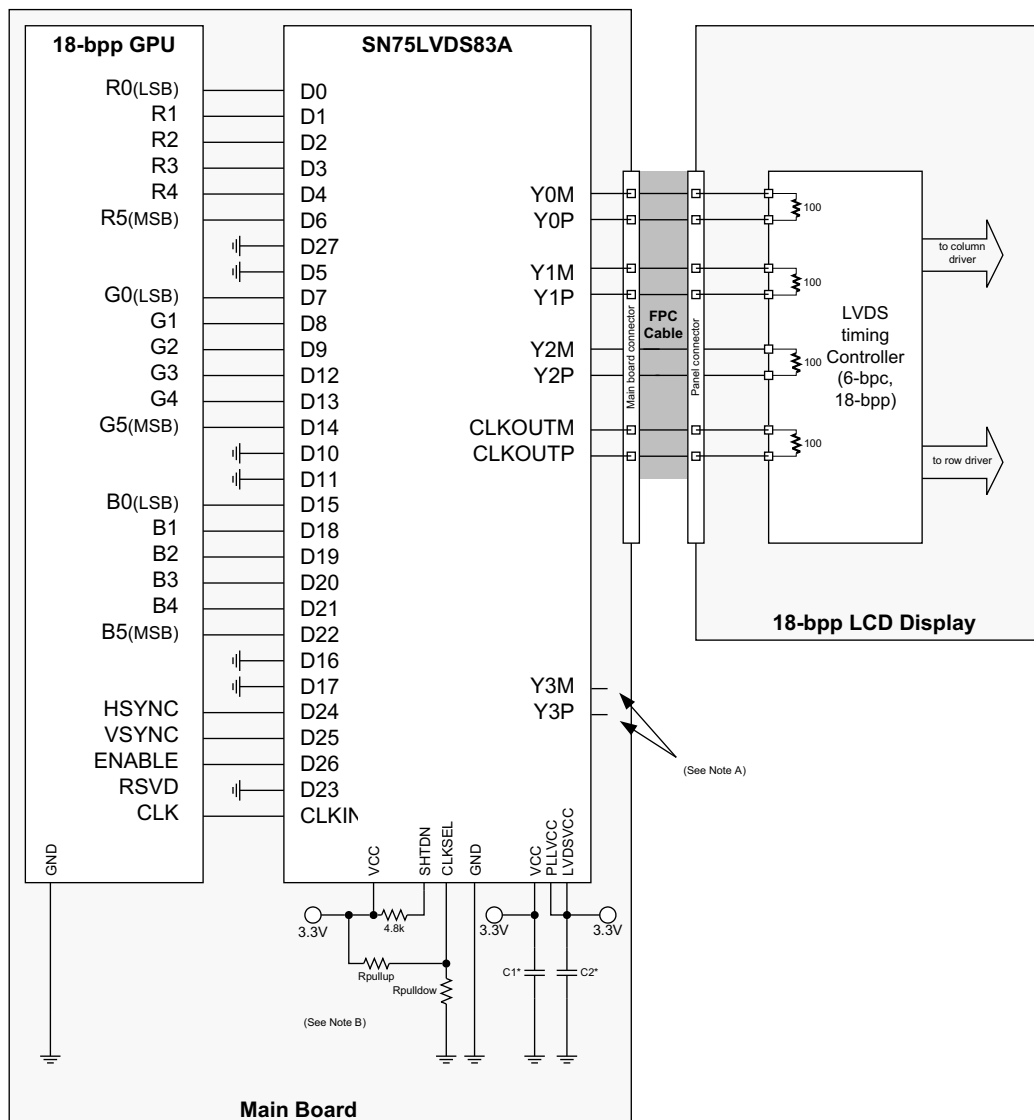 18-bpp GPU
R0(LSB)
R1
R2
R3
R4
R5(MSB)
G0(LSB)
G1
G2
G3
G4
G5(MSB)
B0(LSB)
B1
B2
B3
B4
B5(MSB)
HSYNC
VSYNC
ENABLE
RSVD
CLK
GND
SN75LVDS83A
D0
D1
D2
D3
D4
D6
D27
D5
D7
D8
D9
D12
D13
D14
D10
D11
D15
D18
D19
D20
D21
D22
D16
D17
D24
D25
D26
D23
CLKIN
Y0M
Y0P
Y1M
Y1P
Y2M
Y2P
CLKOUTM
CLKOUTP
Y3M
Y3P
(See Note A)
VCC
SHTDN
CLKSEL
GND
VCC
PLLVCC
LVDSVCC
3.3V
4.8k
3.3V
3.3V
Rpullup
Rpulldow
C1*
C2*
(See Note B)
Main Board
Main board connector
FPC
Cable
Panel connector
100
100
100
100
LVDS
timing
Controller
(6-bpc,
18-bpp)
to column
driver
to row driver
18-bpp LCD Display